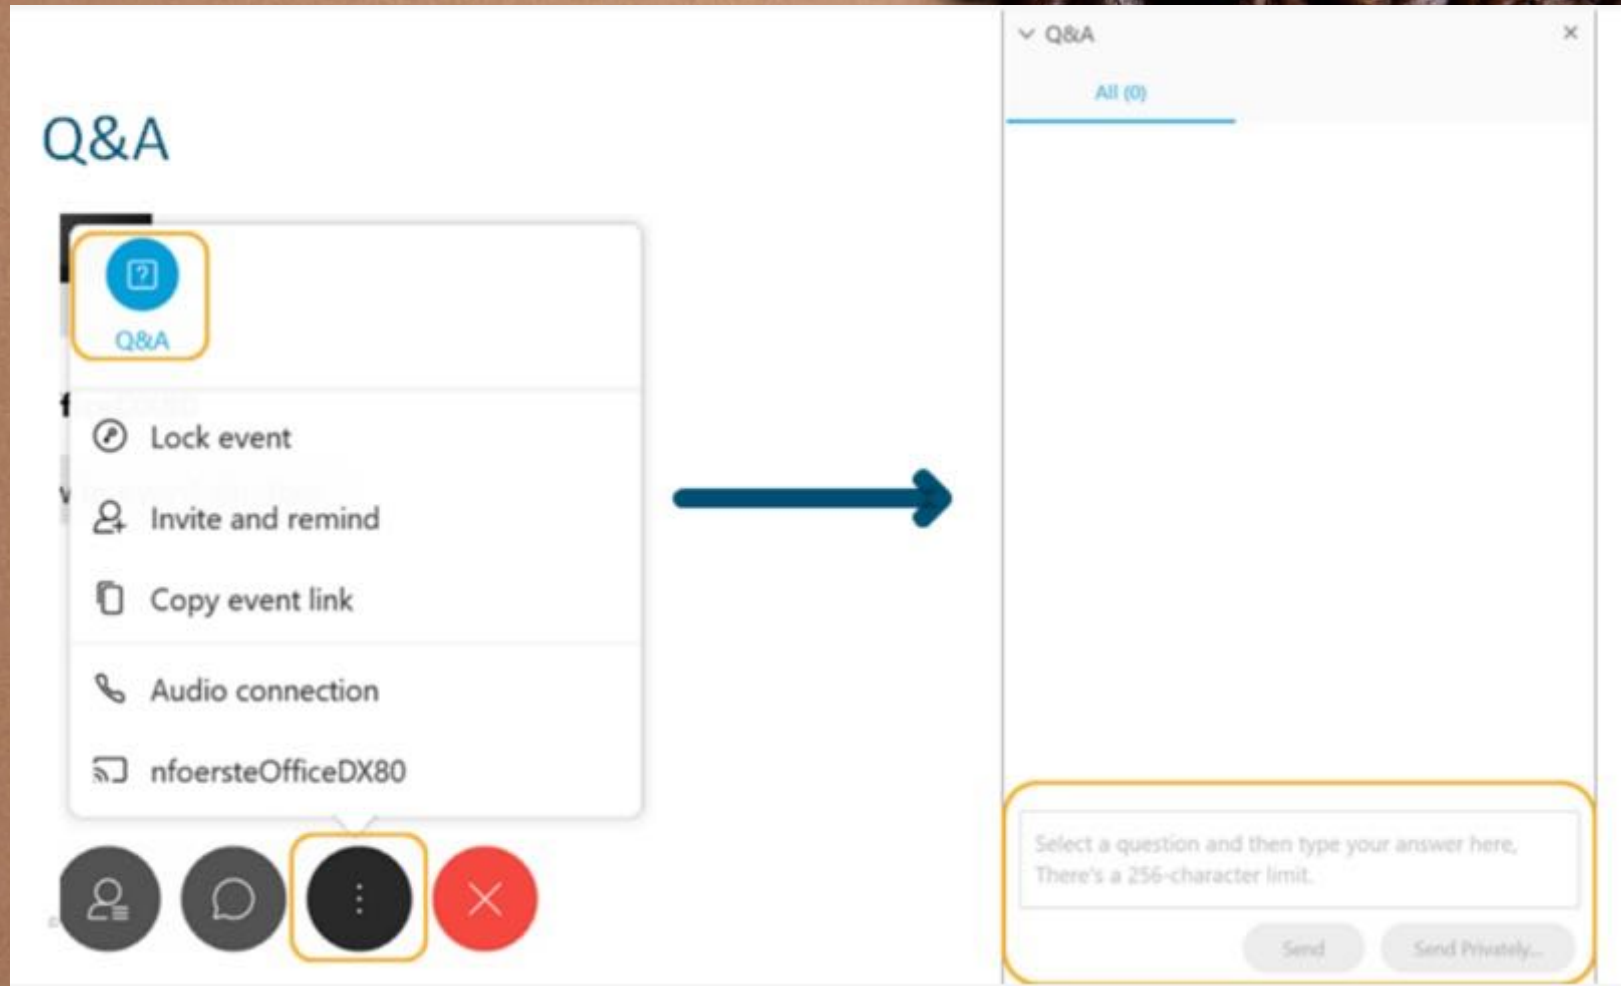 Q&A
Q&A
Lock event
Invite and remind
Copy event link
Audio connection
nfoersteOfficeDX80
Q&A
All (0)
Select a question and then type your answer here,
There's a 256-character limit.
Send
Send Privately...